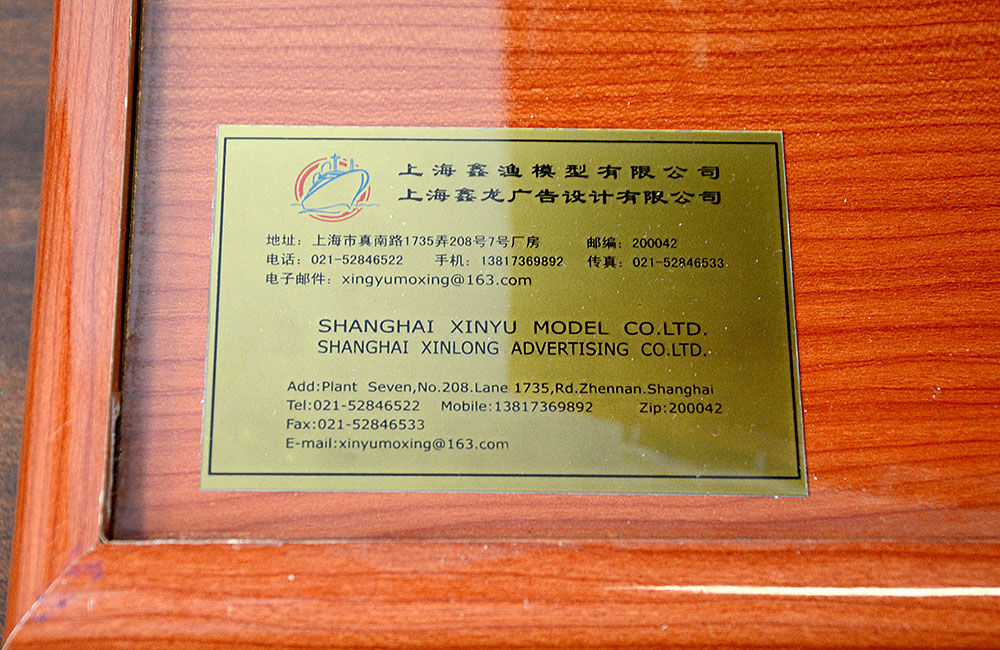 上海鑫渔模型有限公司
上海鑫龙广告设计有限公司
地址：上海市真南路1735弄208号7号厂房 邮编：200042
电话：021-52846522 手机：13817369892 传真：021-52846533
电子邮件：xingyumoxing@163.com
SHANGHAI XINYU MODEL CO.LTD.
SHANGHAI XINLONG ADVERTISING CO.LTD.
Add:Plant Seven,No.208.Lane 1735,Rd.Zhennan.Shanghai
Tel:021-52846522 Mobile:13817369892 Zip:200042
Fax:021-52846533
E-mail:xinyumoxing@163.com